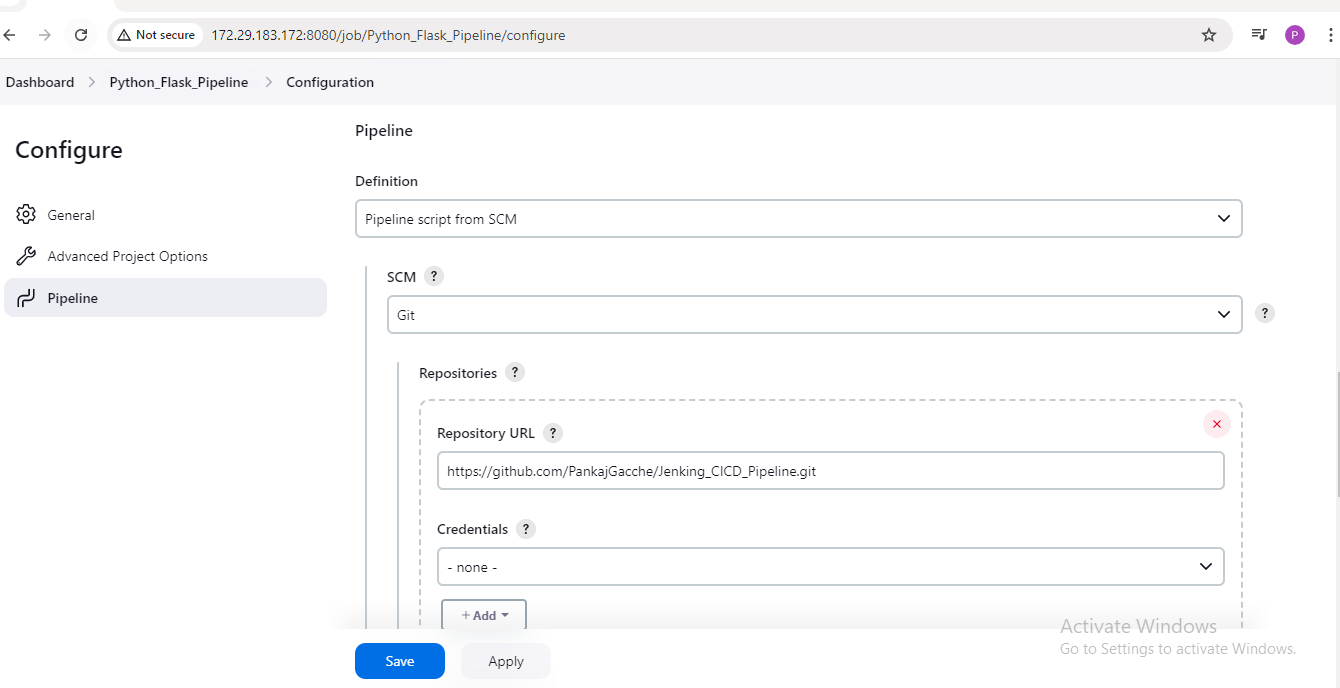 Not secure 172.29.183.172:8080/job/Python_Flask_Pipeline/configure P
Dashboard Python_Flask_Pipeline Configuration
Configure
General
Advanced Project Options
Pipeline
Pipeline
Definition
Pipeline script from SCM
SCM ?
Git
?
Repositories ?
Repository URL ?
https://github.com/PankajGacche/Jenking_CICD_Pipeline.git
Credentials ?
- none -
+ Add
Save Apply
Activate Windows
Go to Settings to activate Windows.